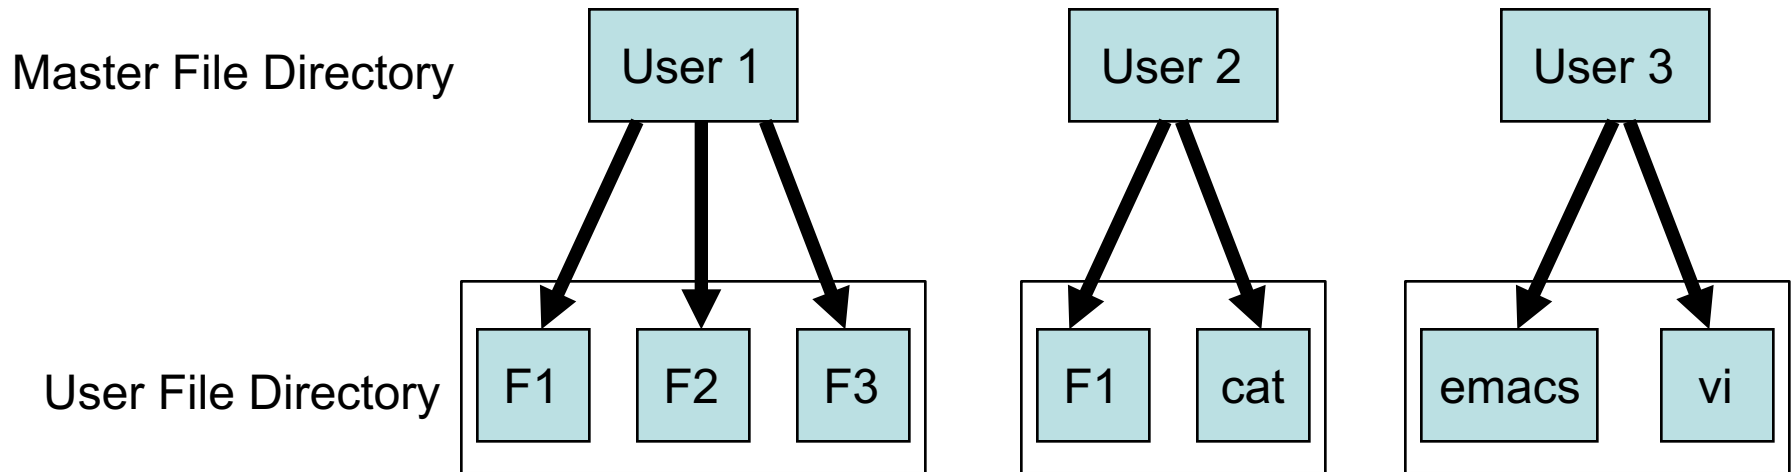 Master File Directory
User 1
User 2
User 3
User File Directory
F1
F2
F3
F1
cat
emacs
vi